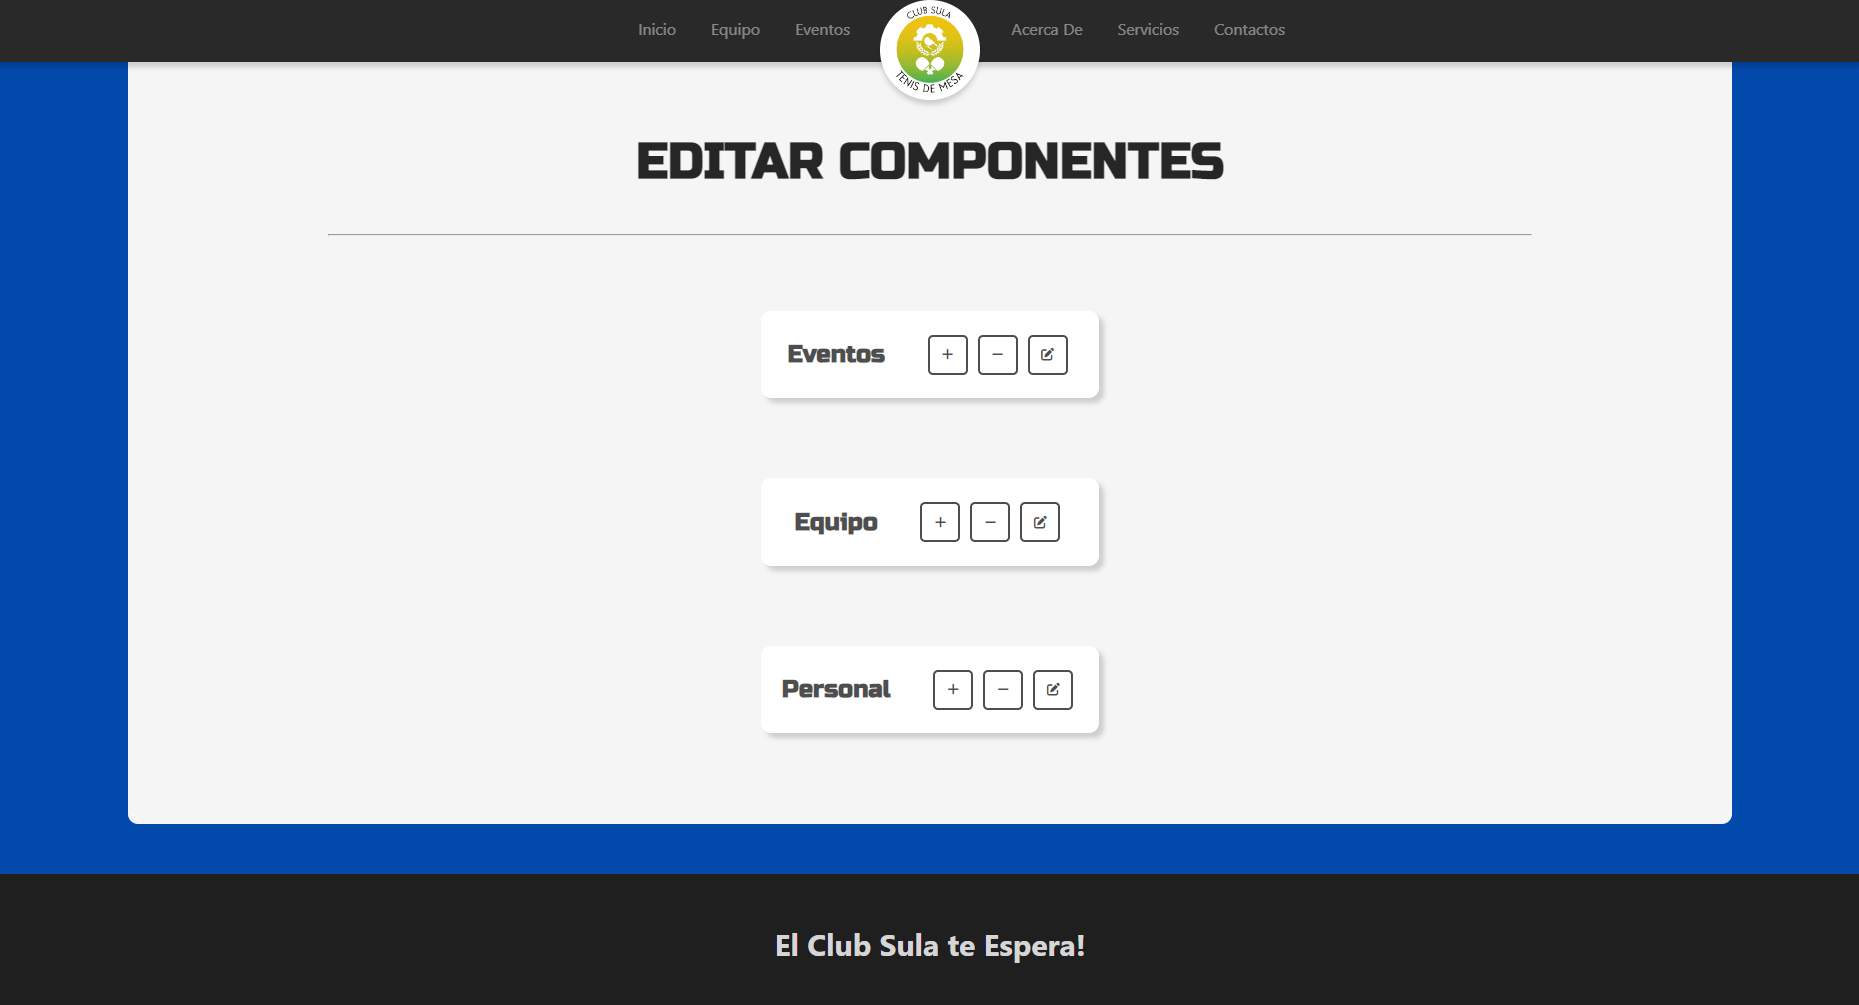 Inicio Equipo Eventos Acerca De Servicios Contactos
CLUB SULA
TENIS DE MESA
EDITAR COMPONENTES
Eventos + −
Equipo + −
Personal + −
El Club Sula te Espera!